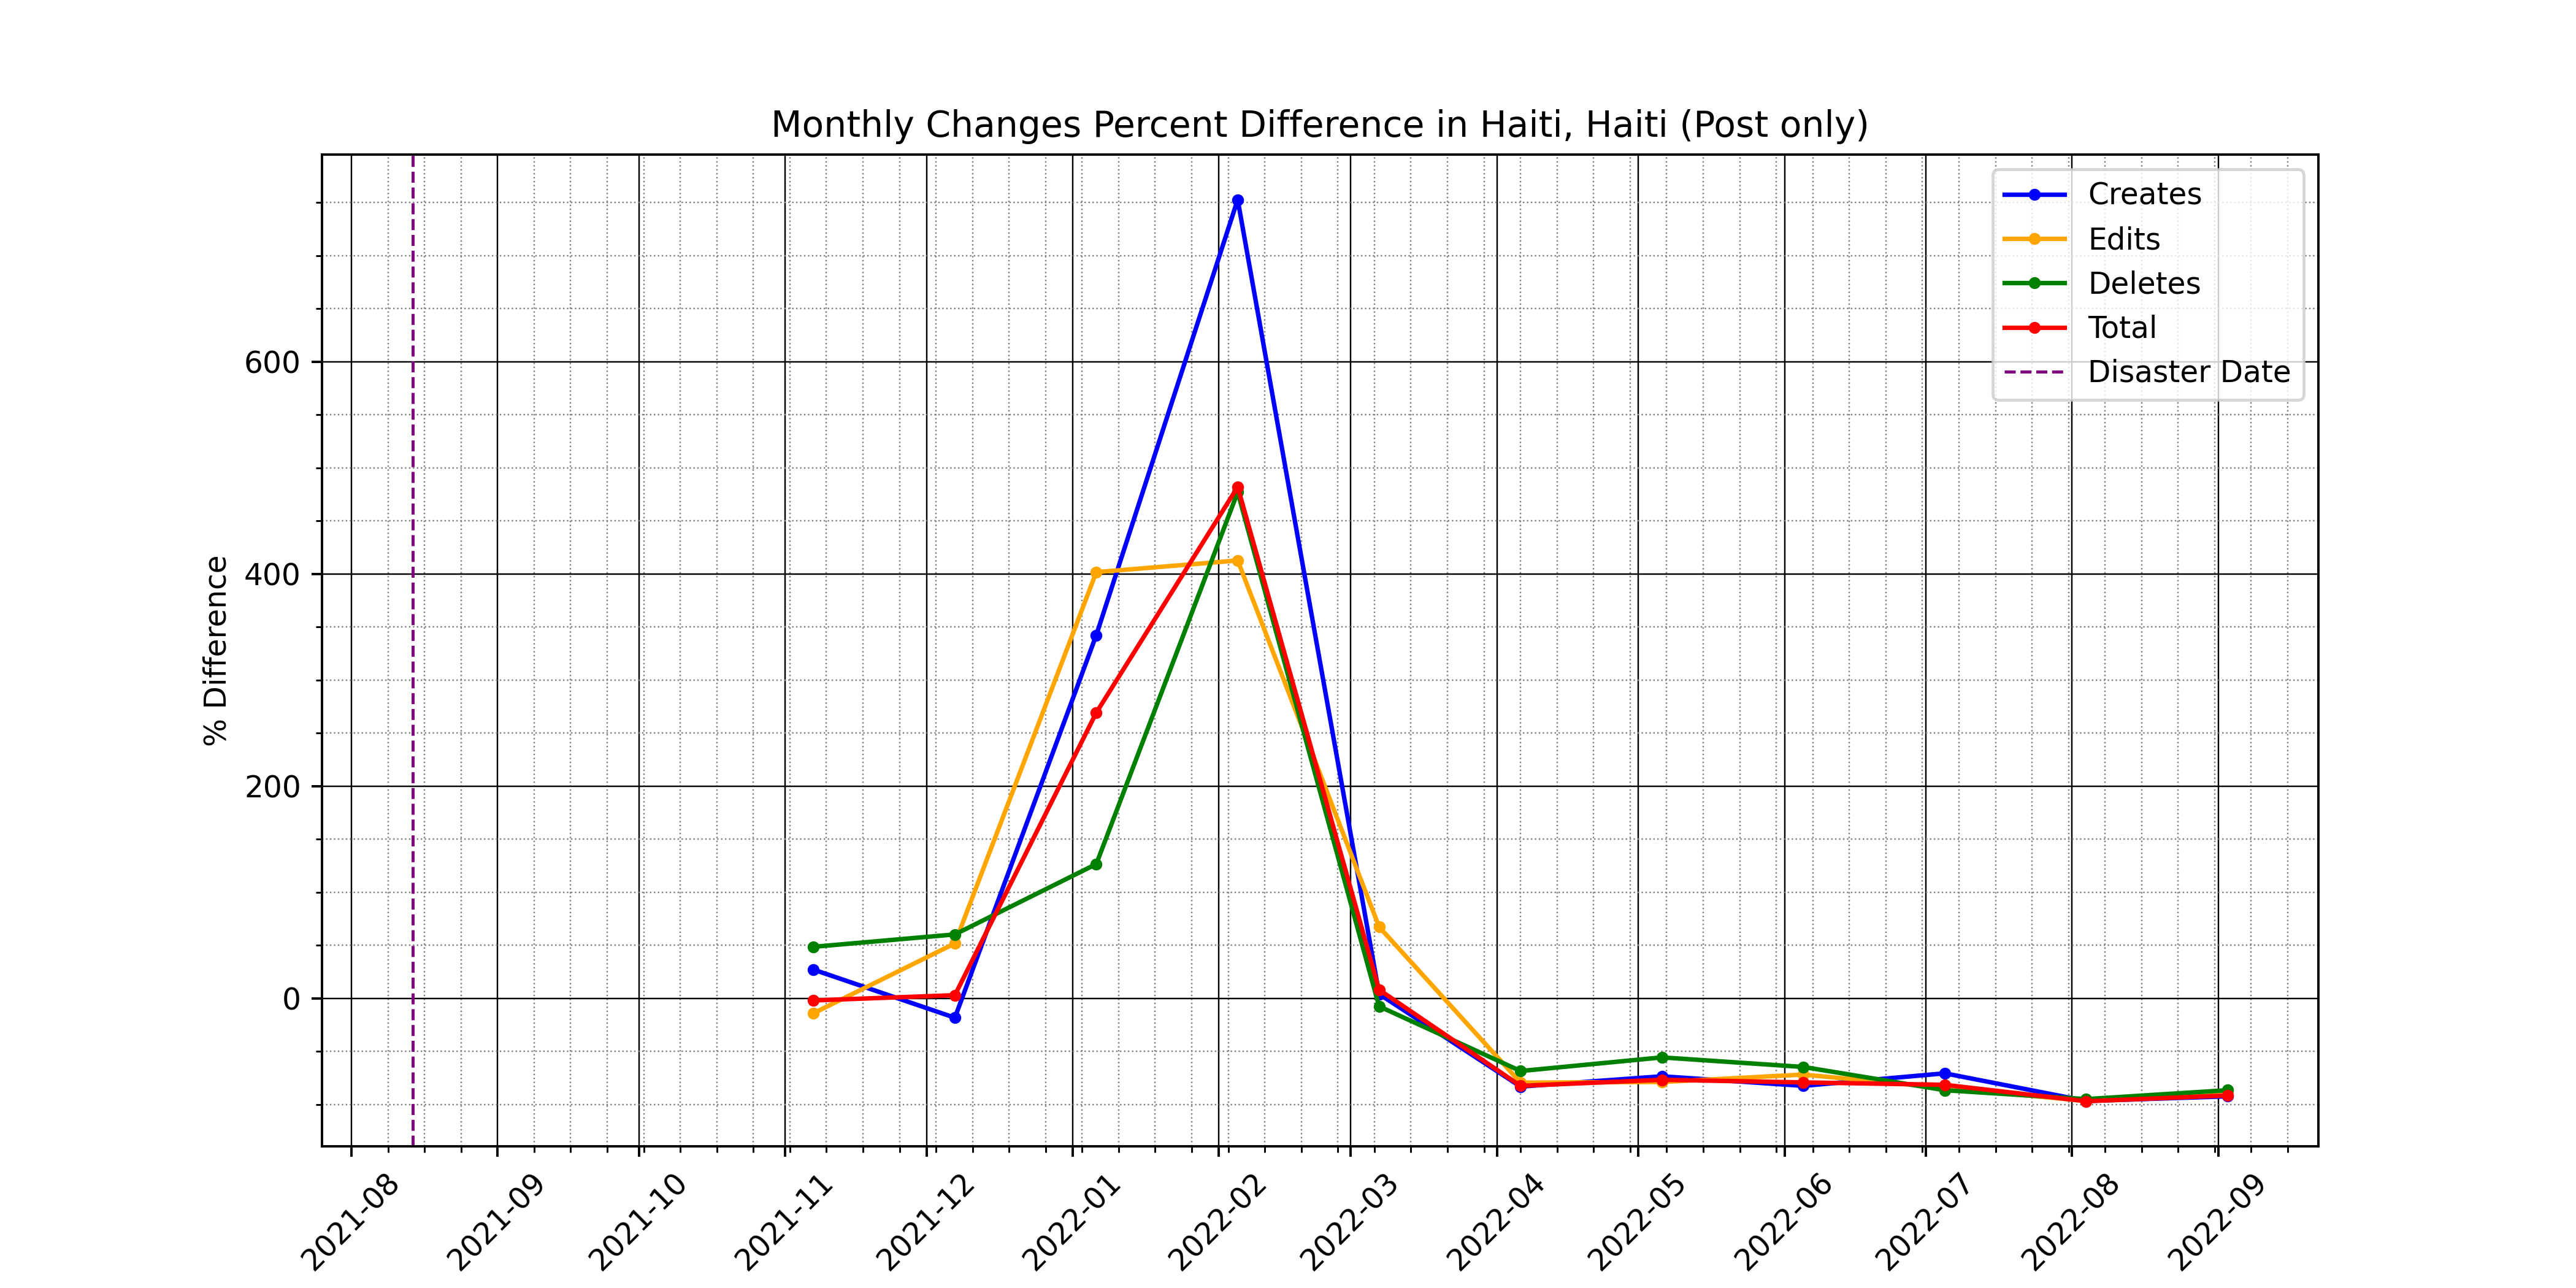 Monthly Changes Percent Difference in Haiti, Haiti (Post only)
Creates
Edits
Deletes
Total
Disaster Date
% Difference
600
400
200
0
2021-08
2021-09
2021-10
2021-11
2021-12
2022-01
2022-02
2022-03
2022-04
2022-05
2022-06
2022-07
2022-08
2022-09